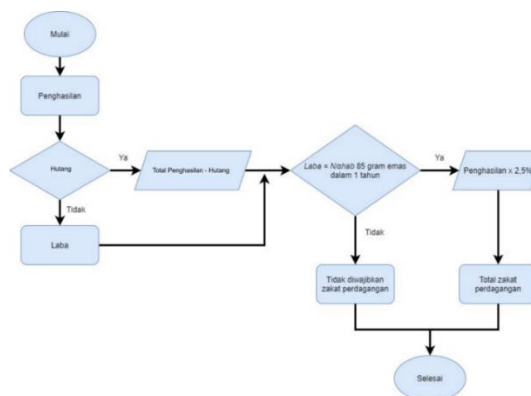 Mulai
Penghasilan
Hutang
Ya
Total Penghasilan - Hutang
Tidak
Laba
Laba = Nishab 85 gram emas
dalam 1 tahun
Ya
Penghasilan x 2,5%
Tidak
Tidak diwajibkan
zakat perdagangan
Total zakat
perdagangan
Selesai